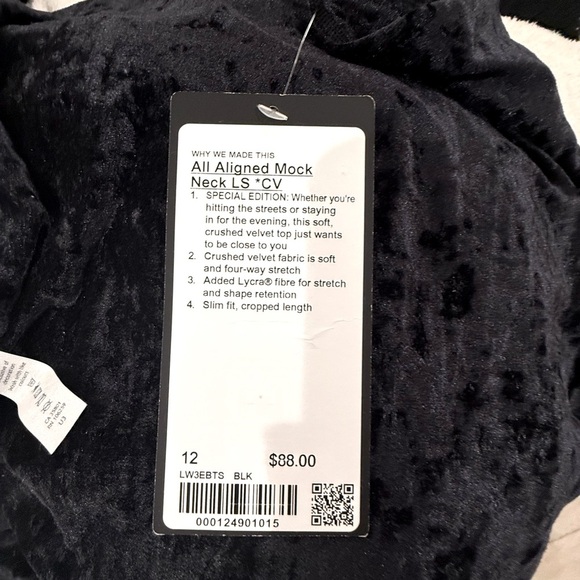 WHY WE MADE THIS
All Aligned Mock
Neck LS *CV
1. SPECIAL EDITION: Whether you're
hitting the streets or staying
in for the evening, this soft,
crushed velvet top just wants
to be close to you
2. Crushed velvet fabric is soft
and four-way stretch
3. Added Lycra® fibre for stretch
and shape retention
4. Slim fit, cropped length
12 $88.00
LW3EBTS BLK
000124901015